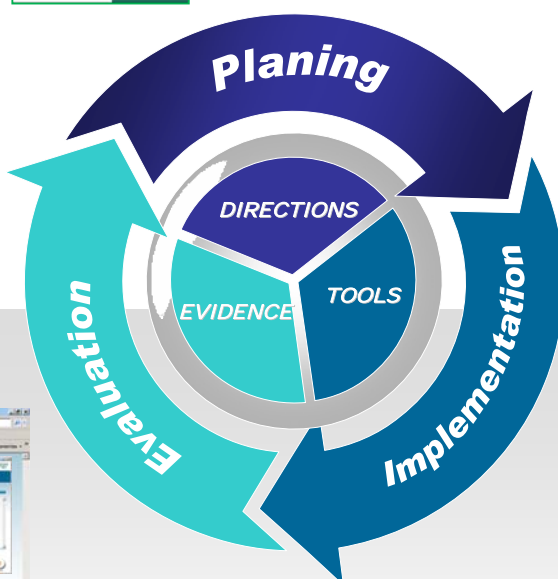 Planing
DIRECTIONS
TOOLS
EVIDENCE
Implementation
Evaluation